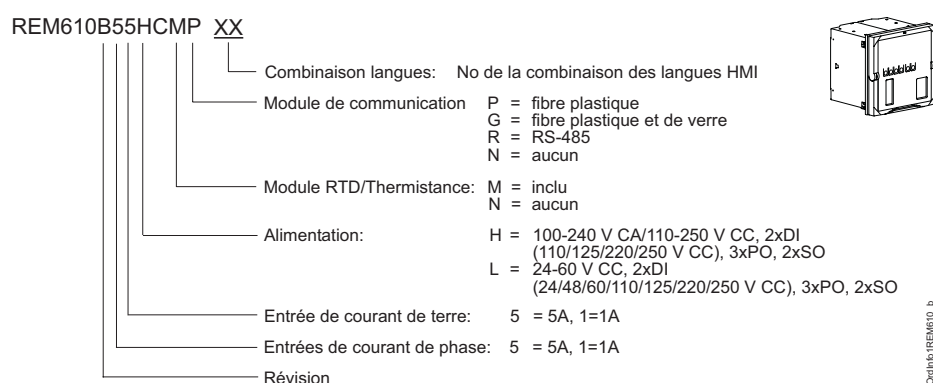 REM610B55HCMP XX
Combinaison langues: No de la combinaison des langues HMI
Module de communication P = fibre plastique
G = fibre plastique et de verre
R = RS-485
N = aucun
Module RTD/Thermistance: M = inclu
N = aucun
Alimentation: H = 100-240 V CA/110-250 V CC, 2xDI
(110/125/220/250 V CC), 3xPO, 2xSO
L = 24-60 V CC, 2xDI
(24/48/60/110/125/220/250 V CC), 3xPO, 2xSO
Entrée de courant de terre: 5 = 5A, 1=1A
Entrées de courant de phase: 5 = 5A, 1=1A
Révision
OrdInfo1REM610_b